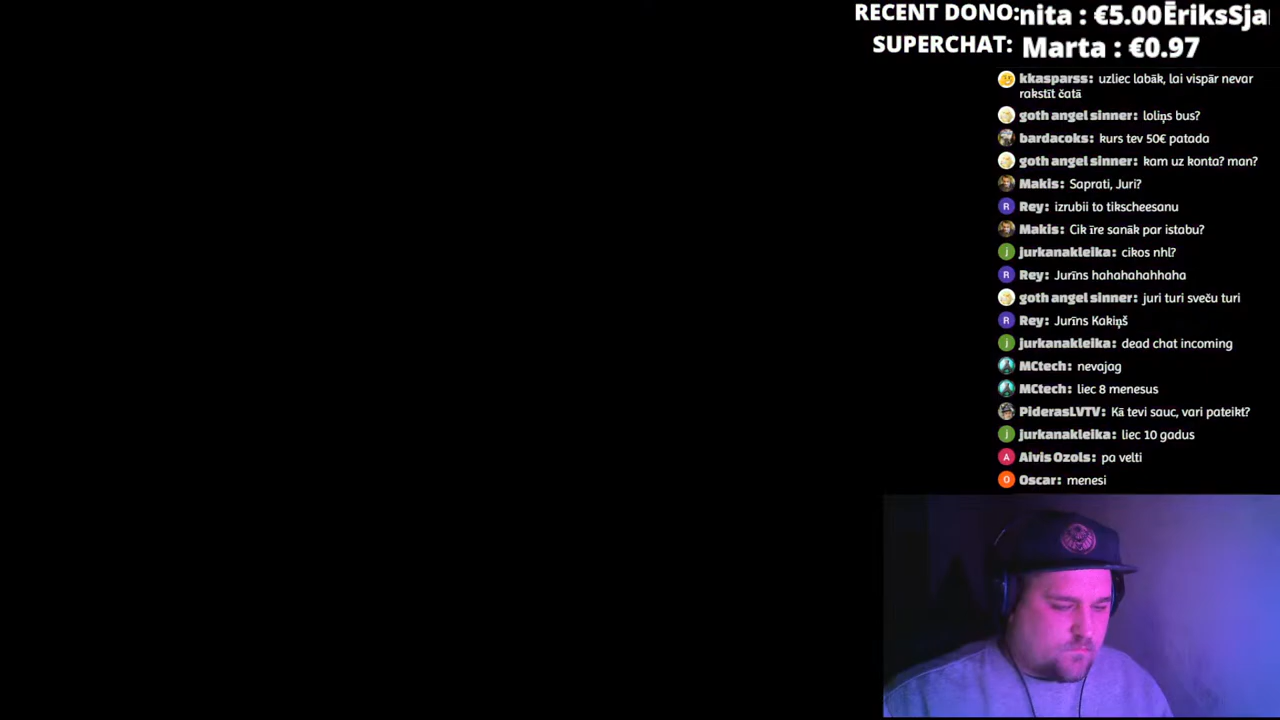 RECENT DONO: nita : €5.00ĒriksSja
SUPERCHAT: Marta : €0.97
kkasparss: uzliec labāk, lai vispār nevar
rakstīt čatā
goth angel sinner: loliņs bus?
bardacoks: kurs tev 50€ patada
goth angel sinner: kam uz konta? man?
Makis: Saprati, Juri?
R Rey: izrubii to tikscheesanu
Makis: Cik īre sanāk par istabu?
j jurkanakleika: cikos nhl?
R Rey: Jurīns hahahahahhaha
goth angel sinner: juri turi sveču turi
R Rey: Jurīns Kakiņš
j jurkanakleika: dead chat incoming
MCtech: nevajag
MCtech: liec 8 menesus
PiderasLVTV: Kā tevi sauc, vari pateikt?
j jurkanakleika: liec 10 gadus
A Aivis Ozols: pa velti
O Oscar: menesi